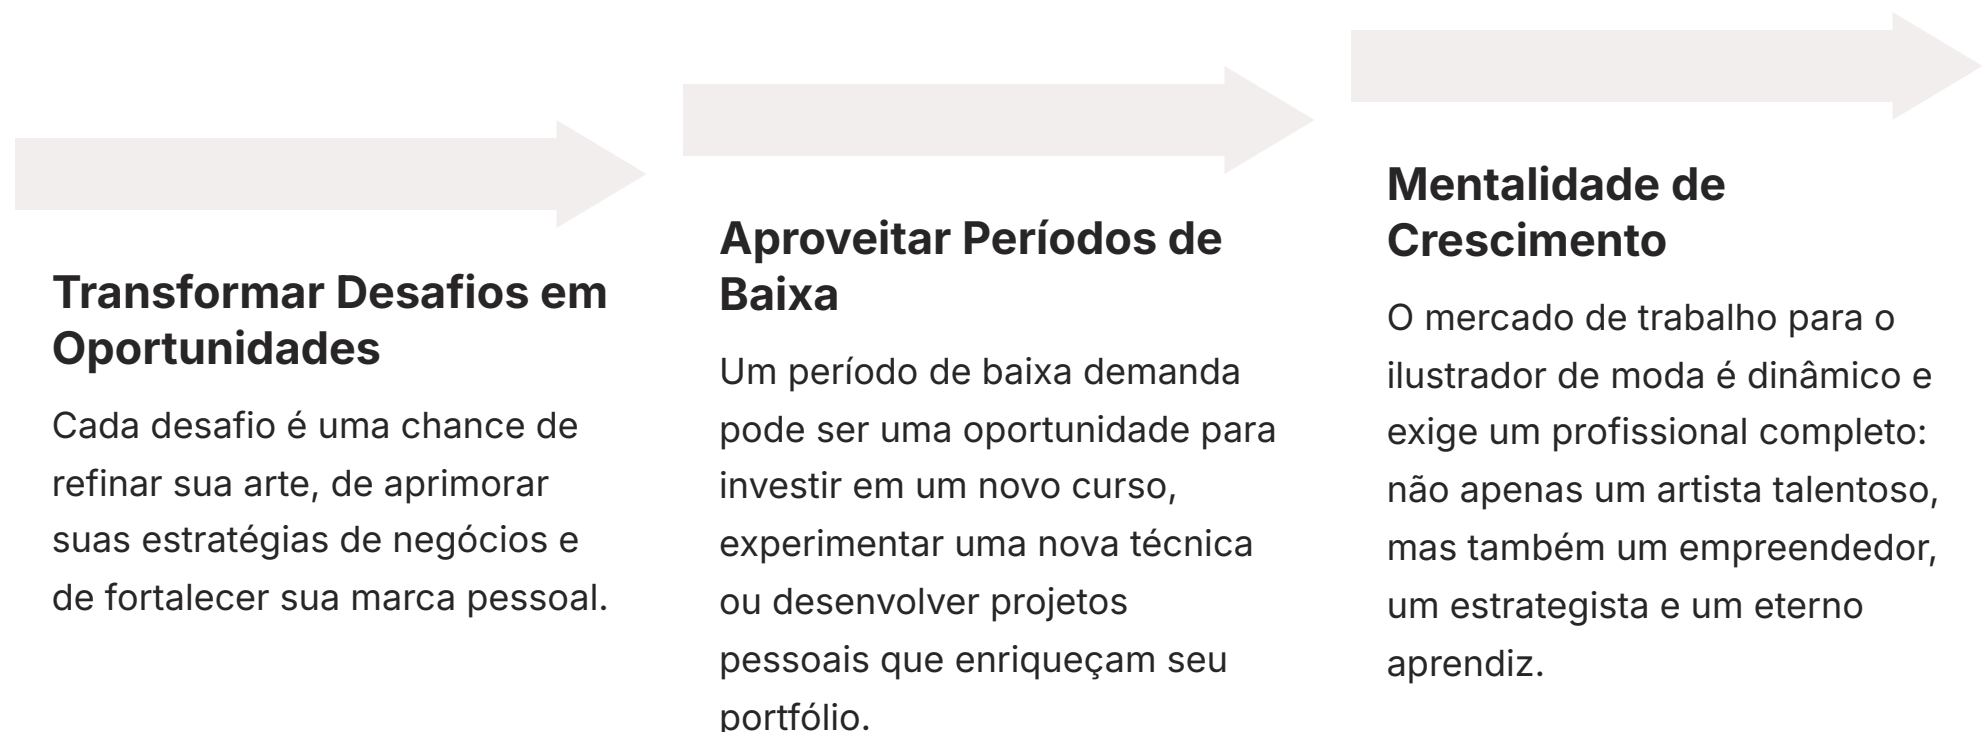 Transformar Desafios em
Oportunidades
Cada desafio é uma chance de
refinar sua arte, de aprimorar
suas estratégias de negócios e
de fortalecer sua marca pessoal.
Aproveitar Períodos de
Baixa
Um período de baixa demanda
pode ser uma oportunidade para
investir em um novo curso,
experimentar uma nova técnica
ou desenvolver projetos
pessoais que enriqueçam seu
portfólio.
Mentalidade de
Crescimento
O mercado de trabalho para o
ilustrador de moda é dinâmico e
exige um profissional completo:
não apenas um artista talentoso,
mas também um empreendedor,
um estrategista e um eterno
aprendiz.